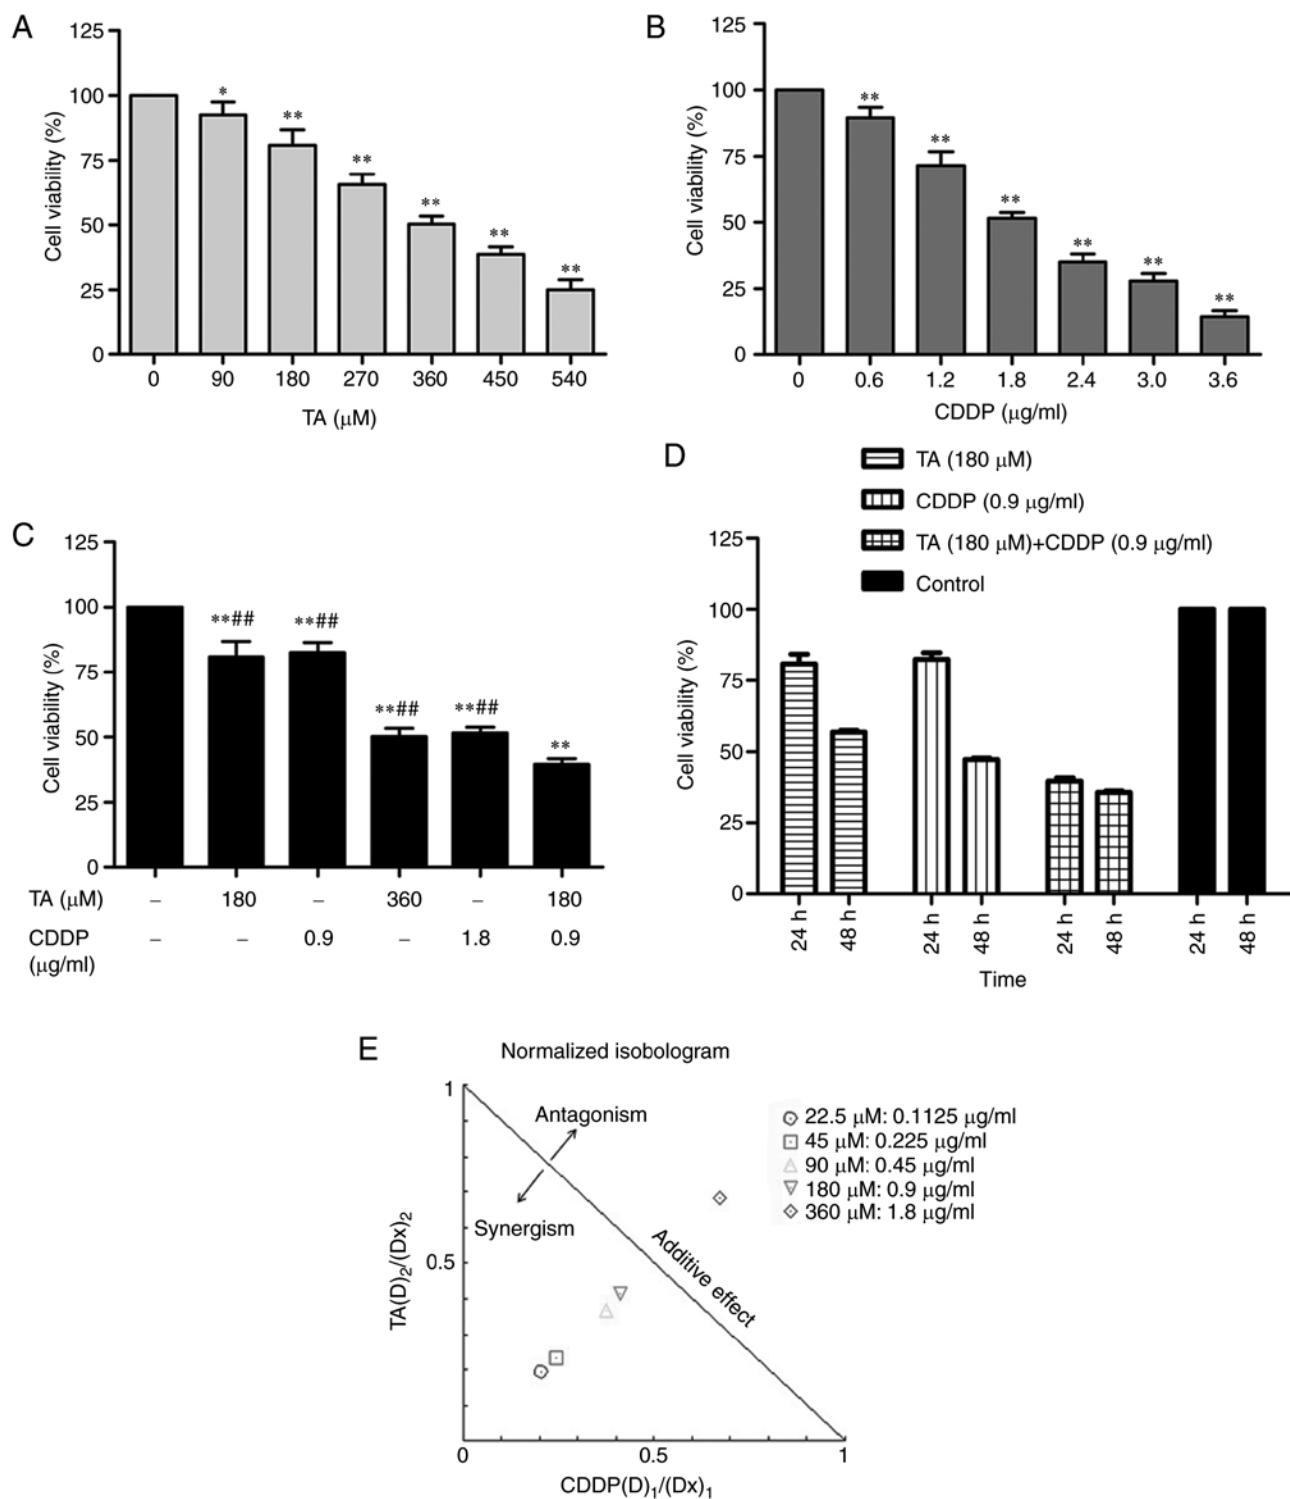 A
125
100
75
50
25
0
Cell viability (%)
*
**
**
**
**
**
0
90
180
270
360
450
540
TA (µM)
B
125
100
75
50
25
0
Cell viability (%)
**
**
**
**
**
**
0
0.6
1.2
1.8
2.4
3.0
3.6
CDDP (µg/ml)
C
125
100
75
50
25
0
Cell viability (%)
**##
**##
**##
**##
**
TA (µM) – 180 – 360 – 180
CDDP – – 0.9 – 1.8 0.9
(µg/ml)
D
TA (180 µM)
CDDP (0.9 µg/ml)
TA (180 µM)+CDDP (0.9 µg/ml)
Control
125
100
75
50
25
0
Cell viability (%)
24 h
48 h
24 h
48 h
24 h
48 h
24 h
48 h
Time
E
Normalized isobologram
1
0.5
TA(D)₂/(Dx)₂
Antagonism
Synergism
Additive effect
22.5 µM: 0.1125 µg/ml
45 µM: 0.225 µg/ml
90 µM: 0.45 µg/ml
180 µM: 0.9 µg/ml
360 µM: 1.8 µg/ml
0
0.5
1
CDDP(D)₁/(Dx)₁